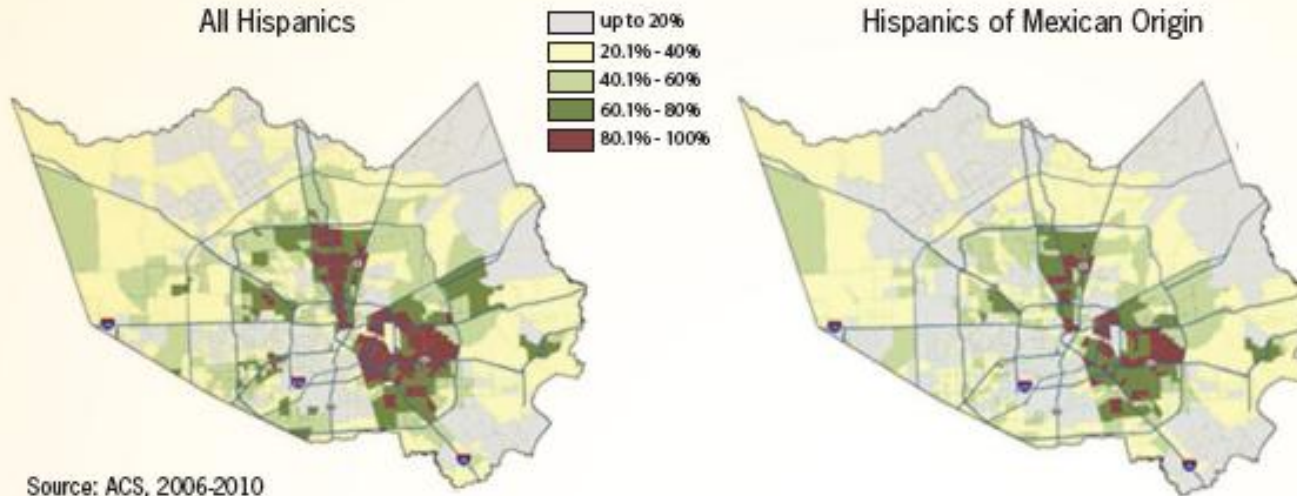 All Hispanics
Hispanics of Mexican Origin
up to 20%
20.1% - 40%
40.1% - 60%
60.1% - 80%
80.1% - 100%
Source: ACS, 2006-2010